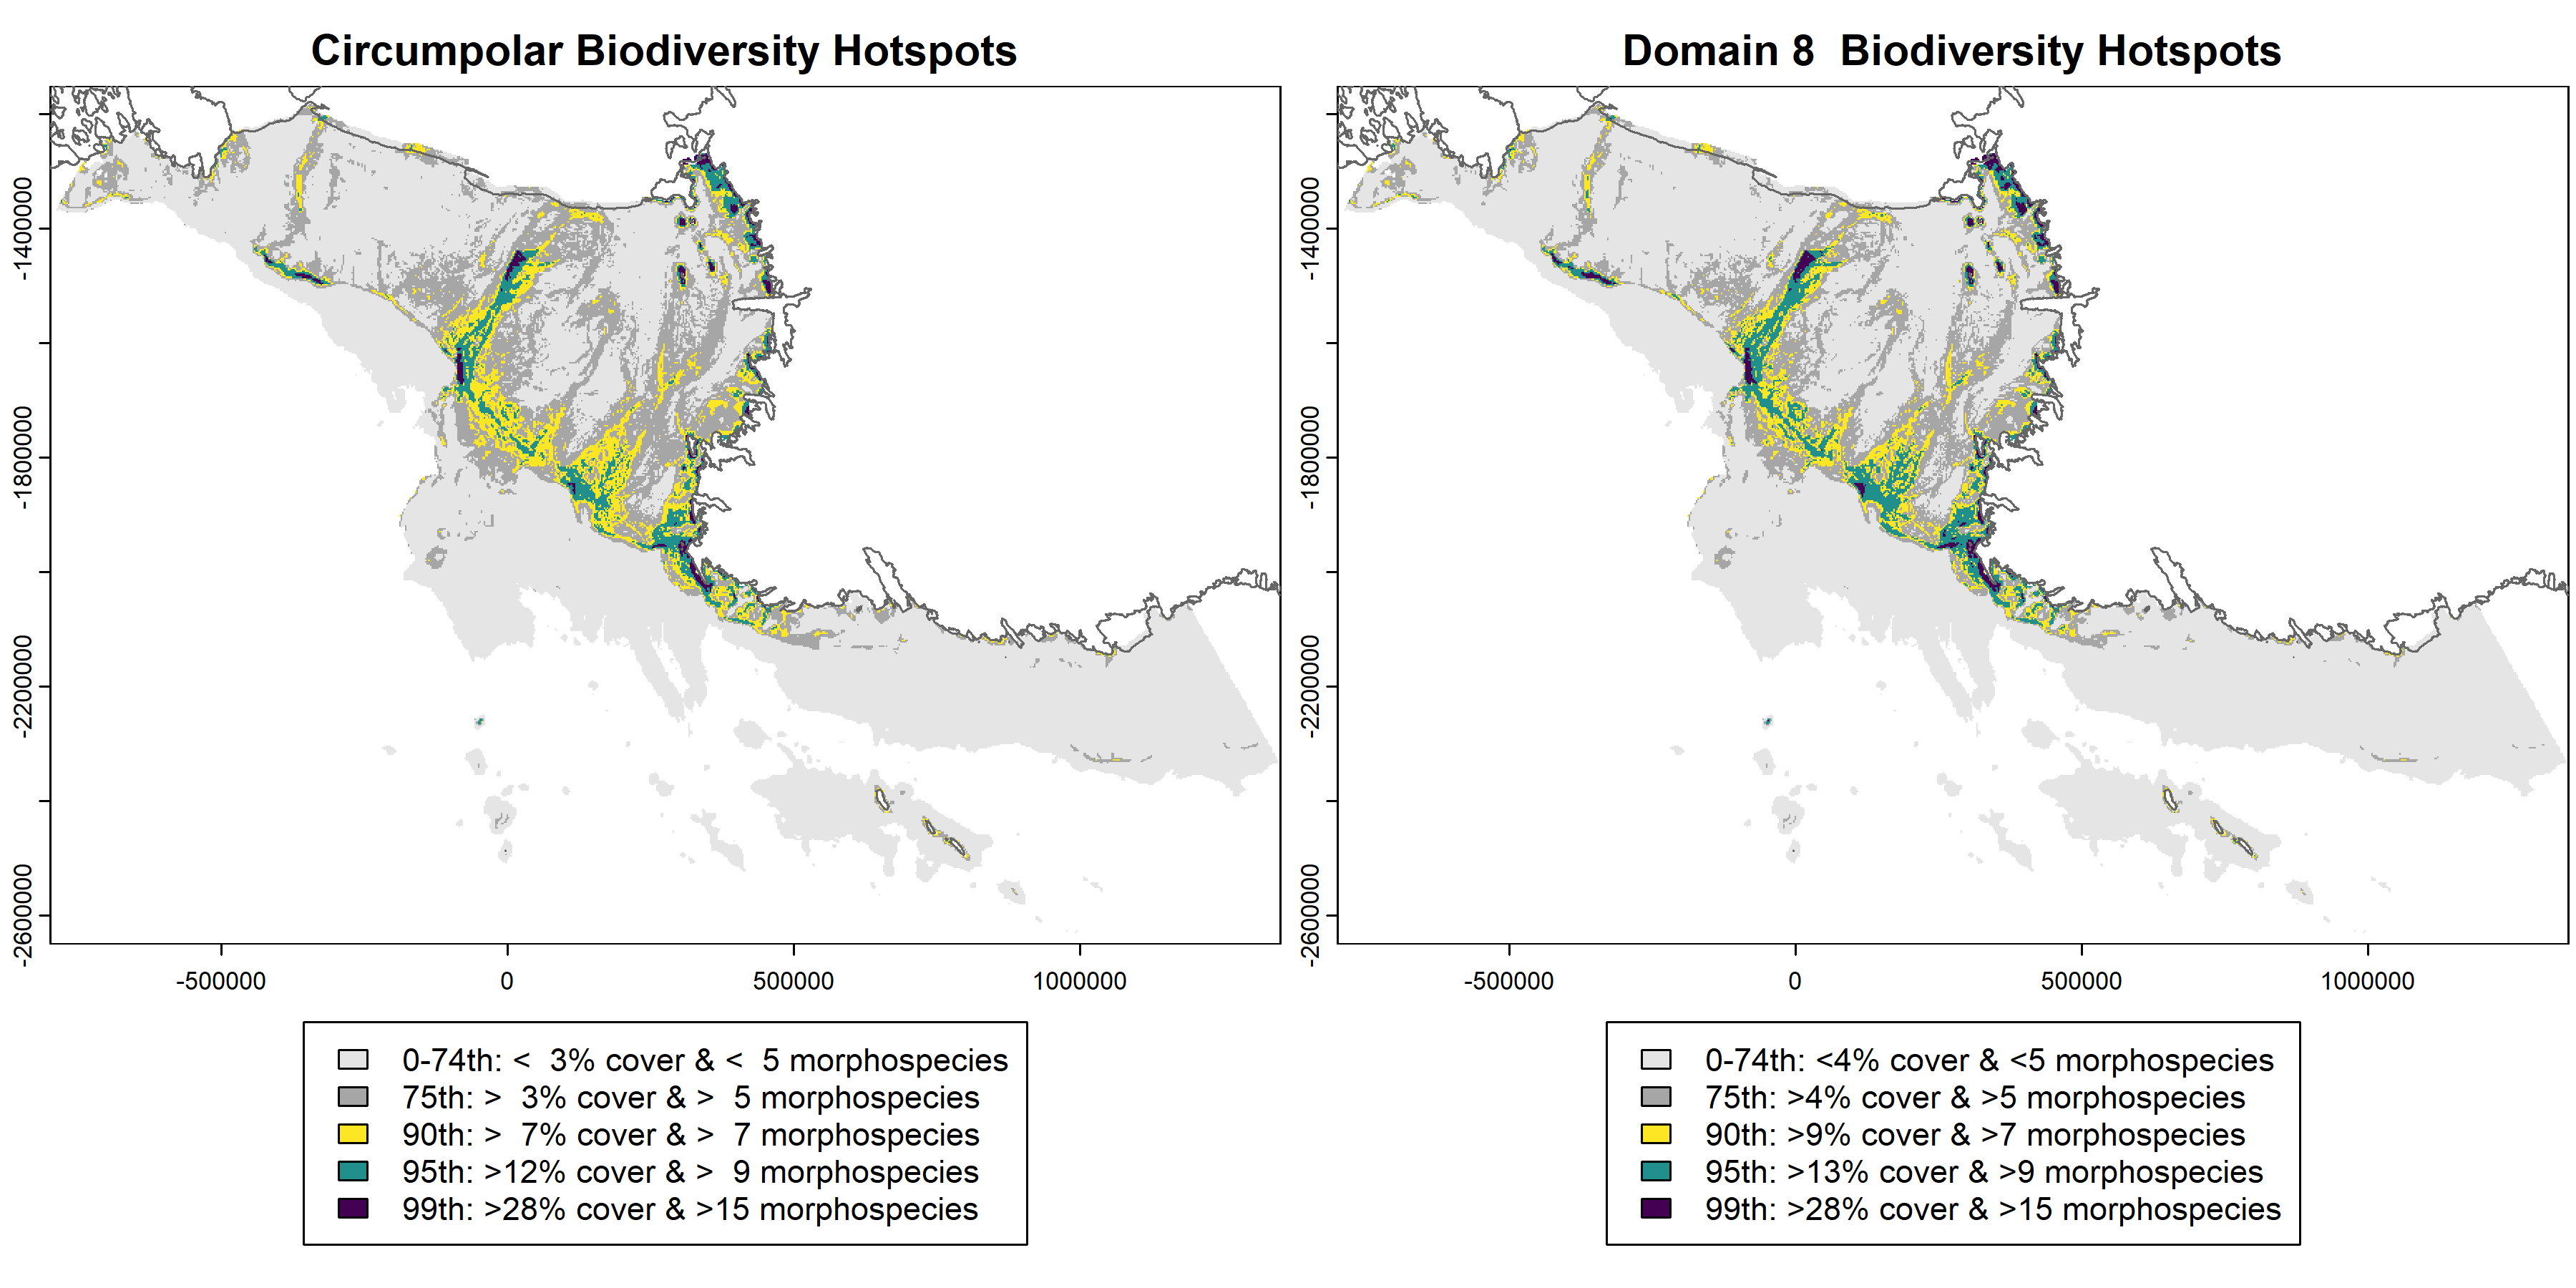 Circumpolar Biodiversity Hotspots
-1400000
-1800000
-2200000
-2600000
-500000 0 500000 1000000
0-74th: < 3% cover & < 5 morphospecies
75th: > 3% cover & > 5 morphospecies
90th: > 7% cover & > 7 morphospecies
95th: >12% cover & > 9 morphospecies
99th: >28% cover & >15 morphospecies
Domain 8 Biodiversity Hotspots
-1400000
-1800000
-2200000
-2600000
-500000 0 500000 1000000
0-74th: <4% cover & <5 morphospecies
75th: >4% cover & >5 morphospecies
90th: >9% cover & >7 morphospecies
95th: >13% cover & >9 morphospecies
99th: >28% cover & >15 morphospecies